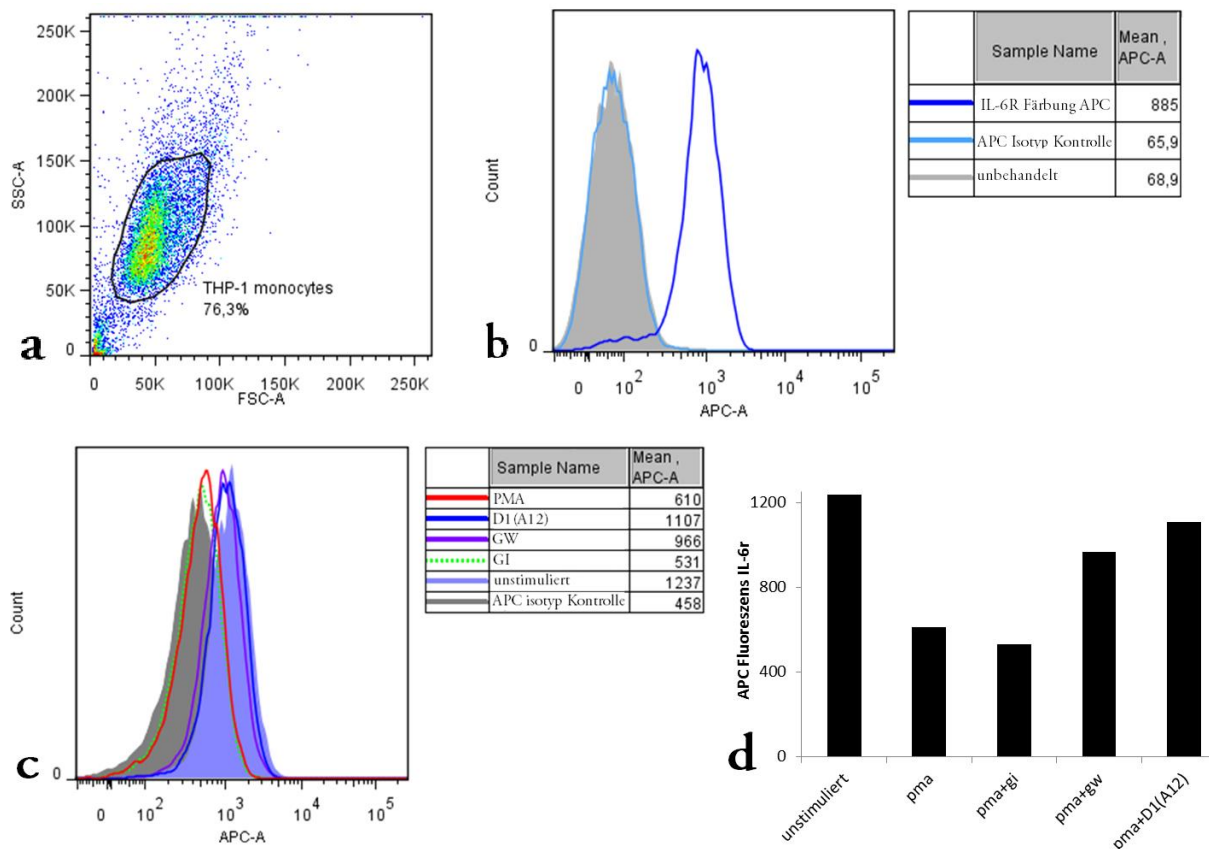 250K
200K
150K
100K
50K
0
SSC-A
THP-1 monocytes
76,3%
0 50K 100K 150K 200K 250K
FSC-A
a
Count
0
0 10² 10³ 10⁴ 10⁵
APC-A
b
Sample Name Mean , APC-A
IL-6R Färbung APC 885
APC Isotyp Kontrolle 65,9
unbehandelt 68,9
Count
0
0 10² 10³ 10⁴ 10⁵
APC-A
c
Sample Name Mean , APC-A
PMA 610
D1(A12) 1107
GW 966
GI 531
unstimuliert 1237
APC isotyp Kontrolle 458
APC Fluoreszens IL-6r
1200
800
400
0
unstimuliert
pma
pma+gi
pma+gw
pma+D1(A12)
d